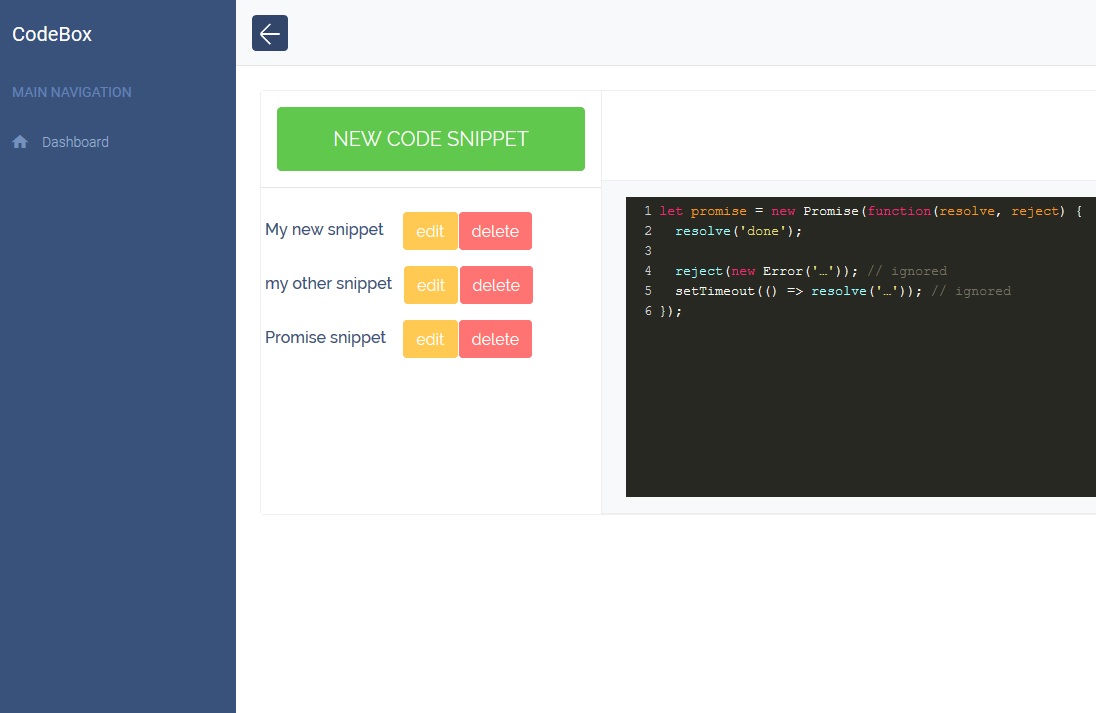 CodeBox
MAIN NAVIGATION
Dashboard
NEW CODE SNIPPET
My new snippet edit delete
my other snippet edit delete
Promise snippet edit delete
1 let promise = new Promise(function(resolve, reject) {
2   resolve('done');
3
4   reject(new Error('…')); // ignored
5   setTimeout(() => resolve('…')); // ignored
6 });